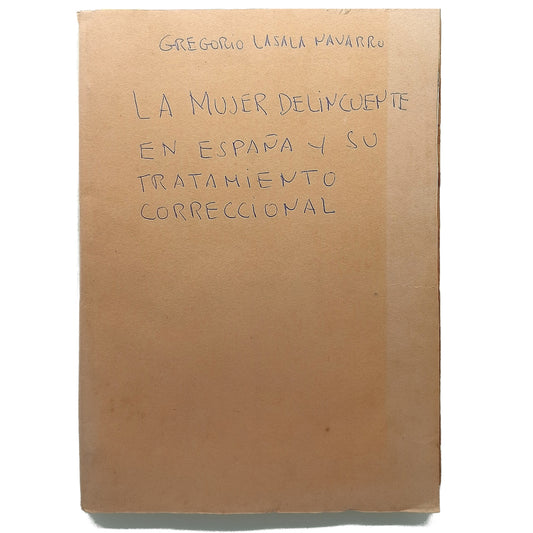 GREGORIO LASALA NAVARRO
LA MUJER DELINCUENTE
EN ESPAÑA Y SU
TRATAMIENTO
CORRECCIONAL